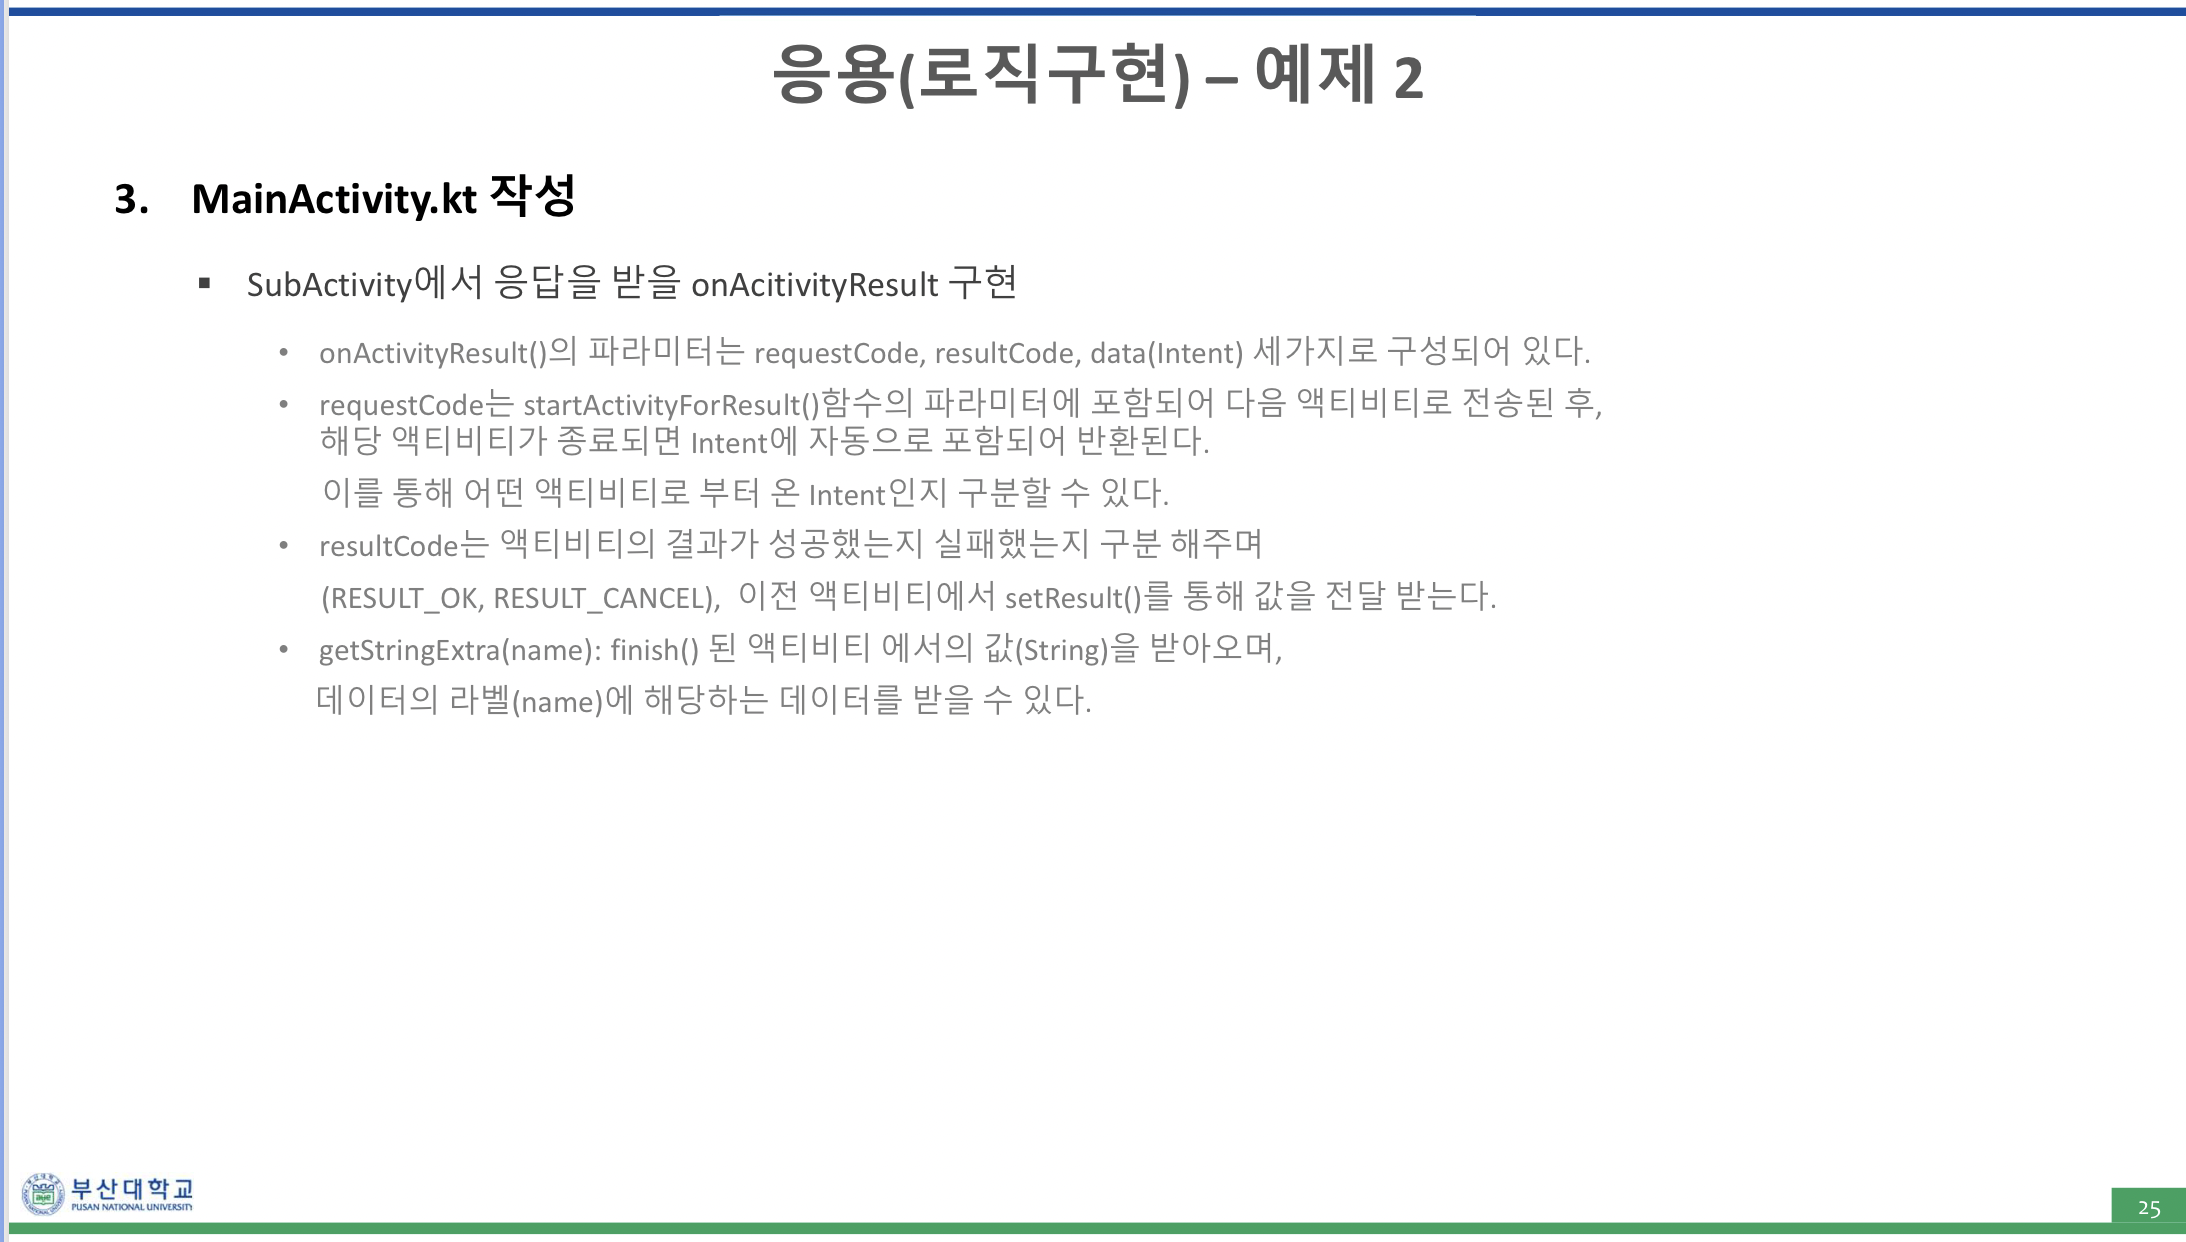 응용(로직구현) – 예제 2
3. MainActivity.kt 작성
▪ SubActivity에서 응답을 받을 onAcitivityResult 구현
• onActivityResult()의 파라미터는 requestCode, resultCode, data(Intent) 세가지로 구성되어 있다.
• requestCode는 startActivityForResult()함수의 파라미터에 포함되어 다음 액티비티로 전송된 후,
해당 액티비티가 종료되면 Intent에 자동으로 포함되어 반환된다.
이를 통해 어떤 액티비티로 부터 온 Intent인지 구분할 수 있다.
• resultCode는 액티비티의 결과가 성공했는지 실패했는지 구분 해주며
(RESULT_OK, RESULT_CANCEL), 이전 액티비티에서 setResult()를 통해 값을 전달 받는다.
• getStringExtra(name): finish() 된 액티비티 에서의 값(String)을 받아오며,
데이터의 라벨(name)에 해당하는 데이터를 받을 수 있다.
부산대학교
PUSAN NATIONAL UNIVERSITY
25